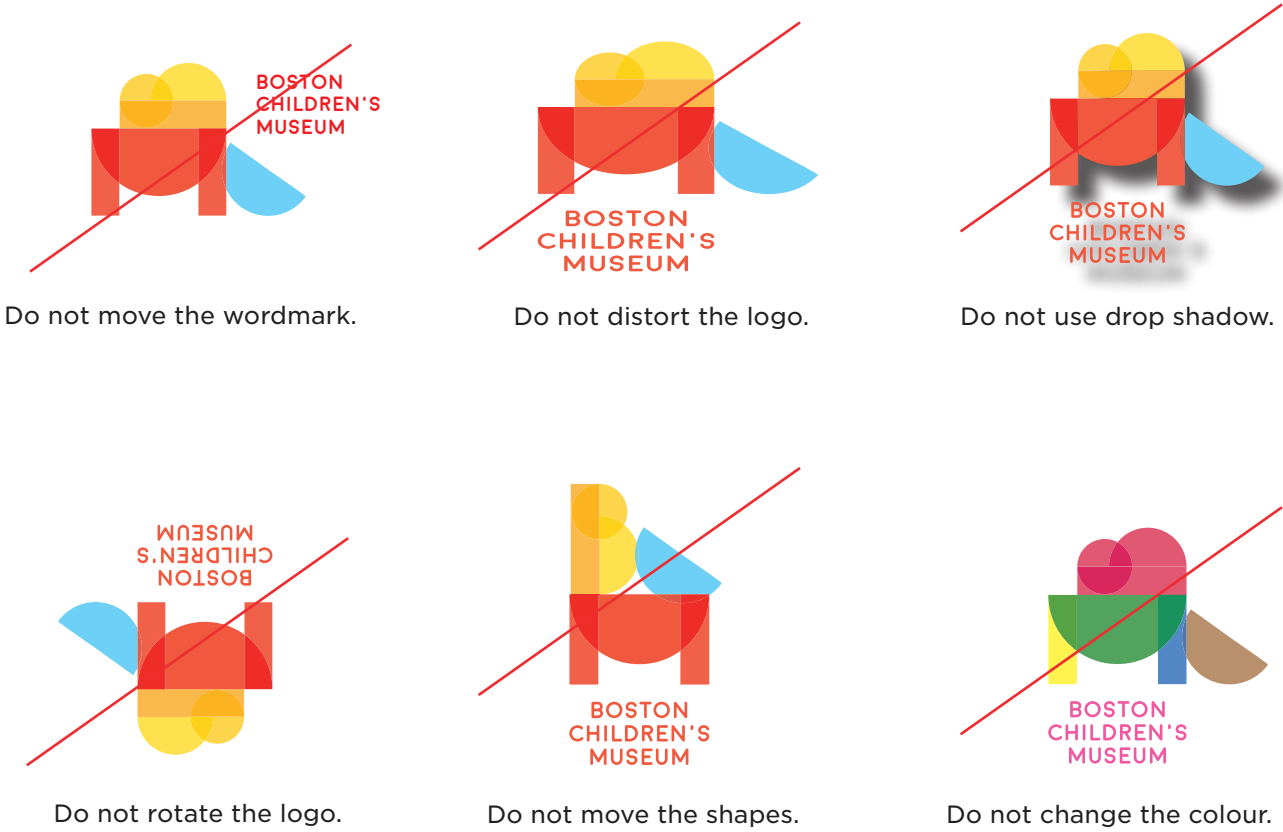 BOSTON
CHILDREN'S
MUSEUM
Do not move the wordmark.
BOSTON
CHILDREN'S
MUSEUM
Do not distort the logo.
BOSTON
CHILDREN'S
MUSEUM
Do not use drop shadow.
BOSTON
CHILDREN'S
MUSEUM
Do not rotate the logo.
BOSTON
CHILDREN'S
MUSEUM
Do not move the shapes.
BOSTON
CHILDREN'S
MUSEUM
Do not change the colour.